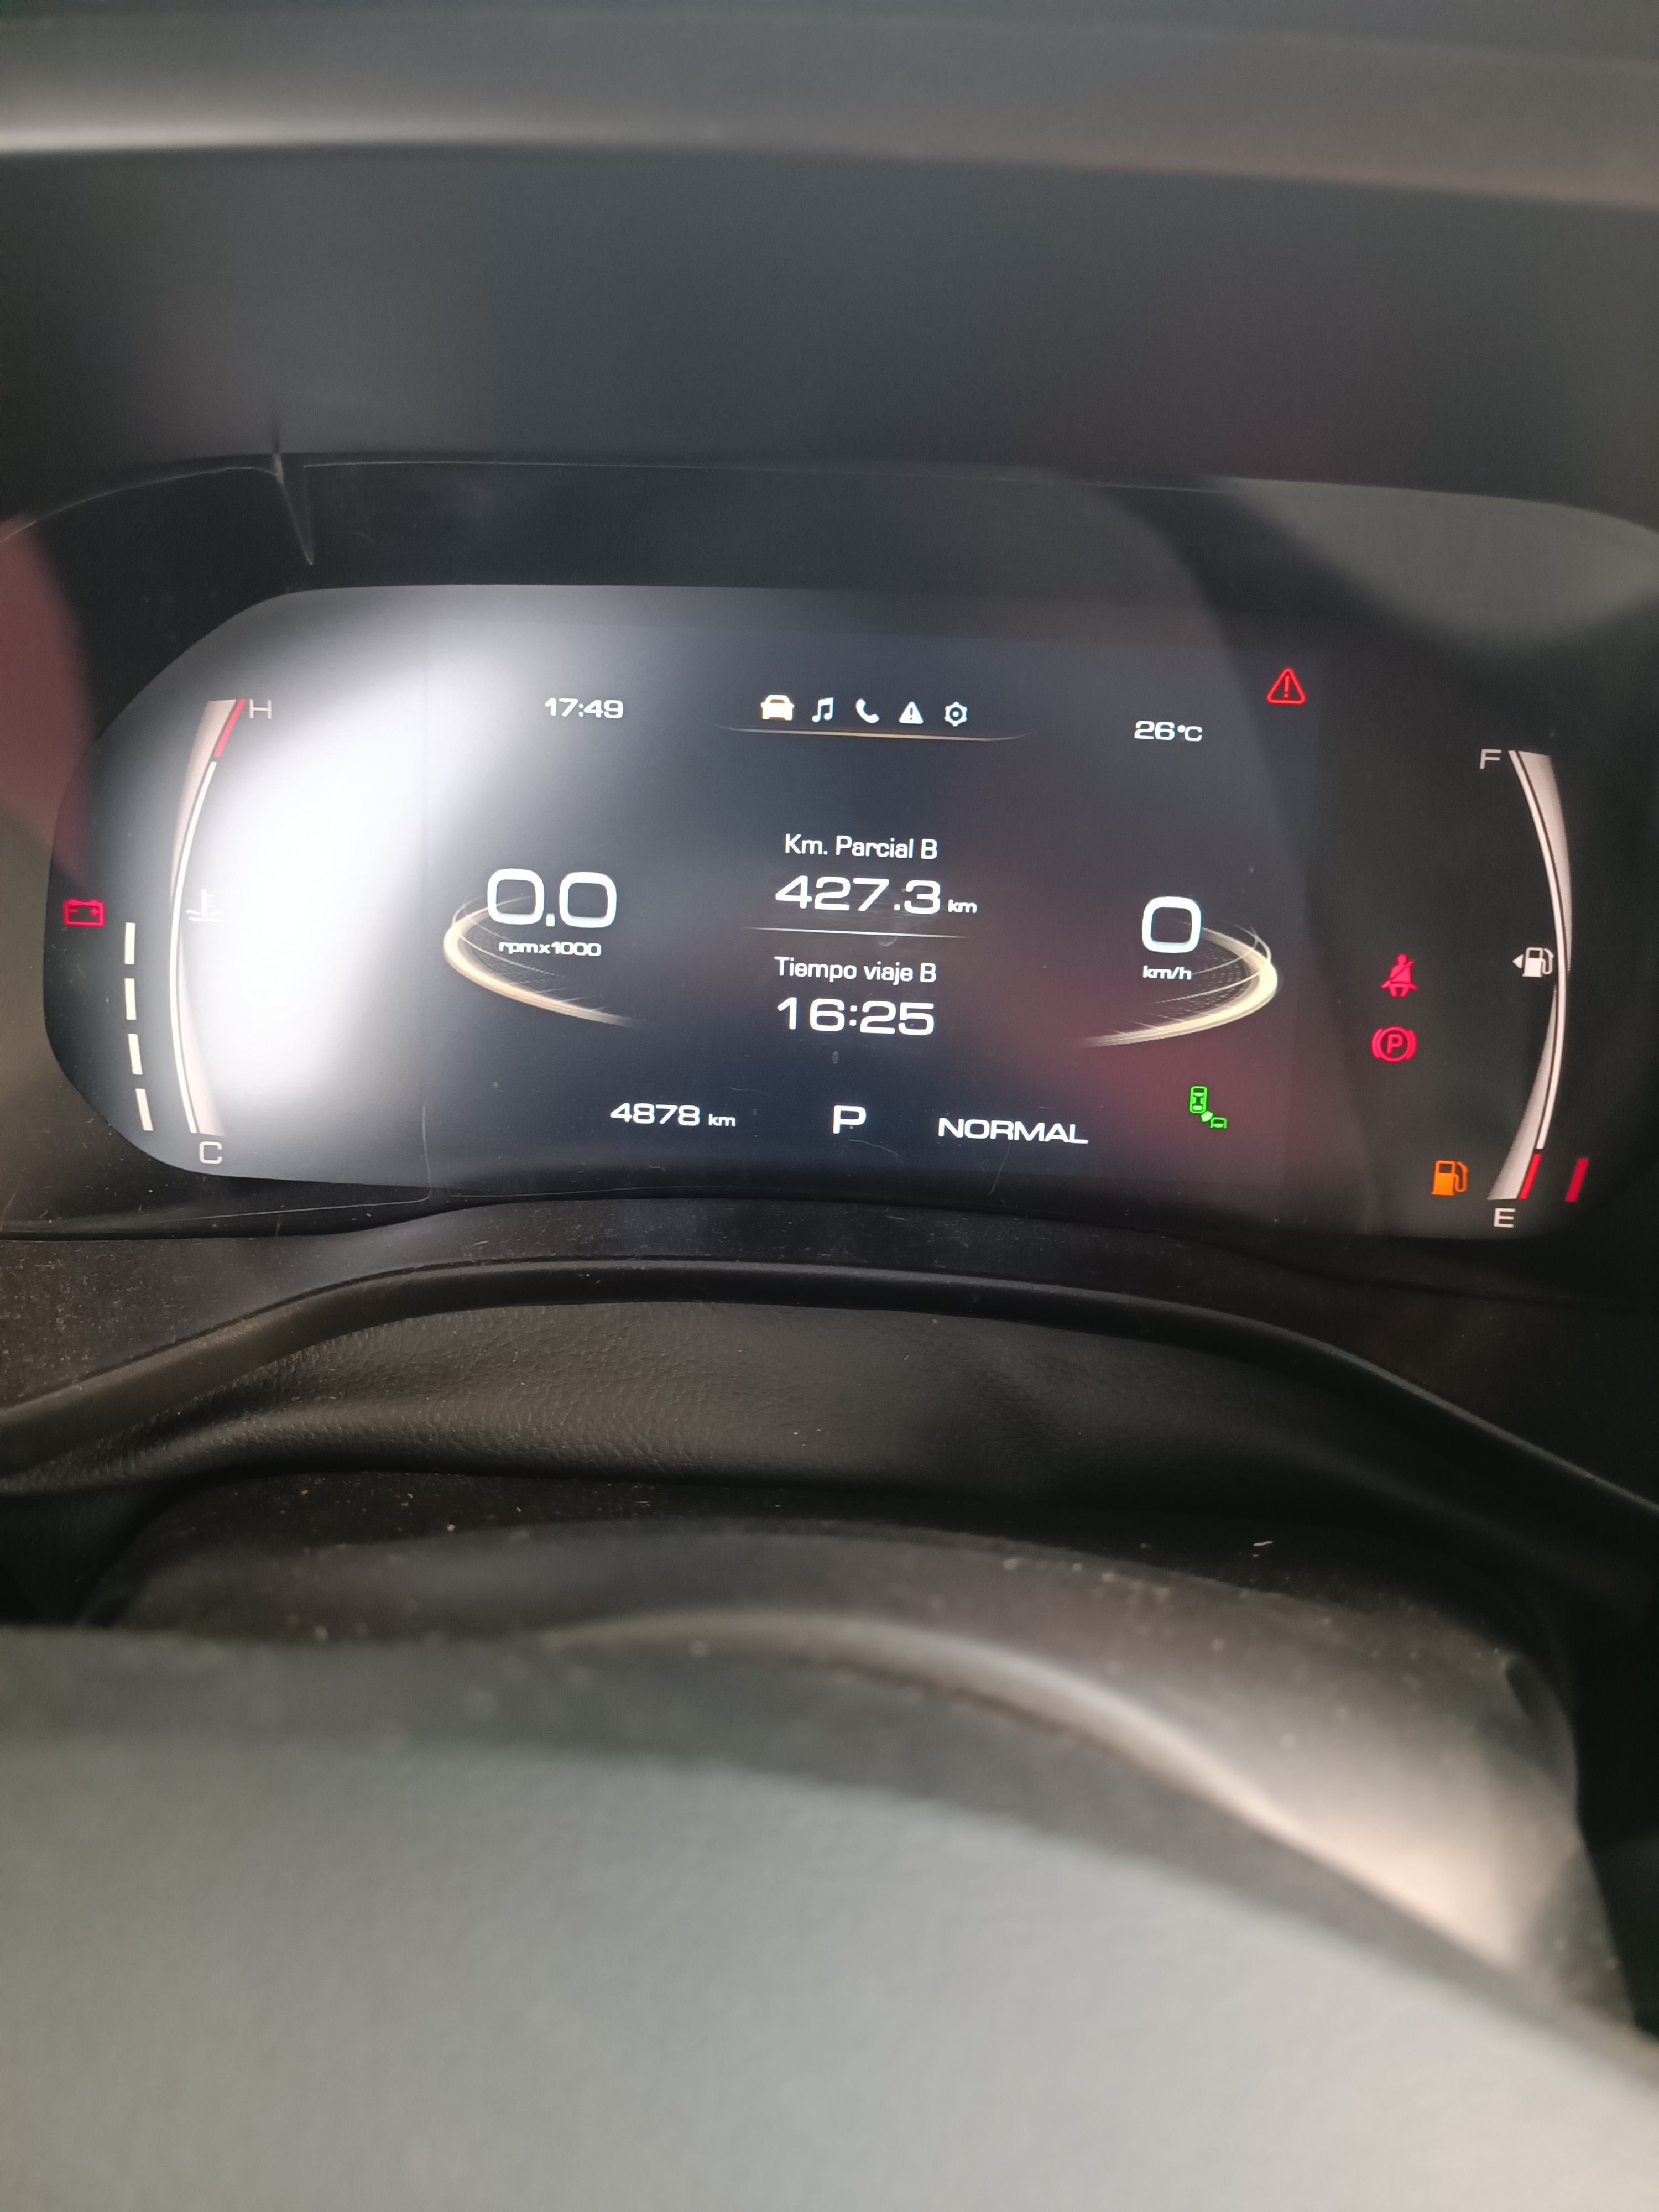 H
17:49
26°C
F
Km. Parcial B
427.3 km
0.0
rpmx1000
0
km/h
Tiempo viaje B
16:25
P
4878 km
P
NORMAL
C
E